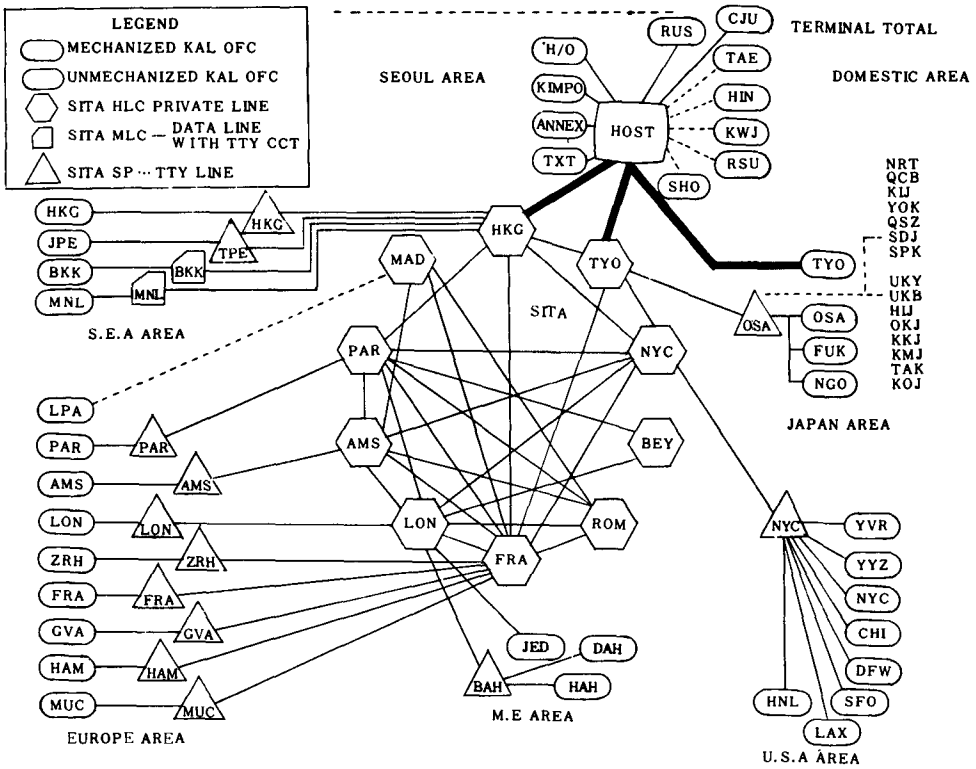 LEGEND
MECHANIZED KAL OFC
UNMECHANIZED KAL OFC
SITA HLC PRIVATE LINE
SITA MLC — DATA LINE
WITH TTY CCT
SITA SP ··· TTY LINE
SEOUL AREA
H/O
KIMPO
ANNEX
TXT
RUS
CJU
TAE
HIN
KWJ
RSU
SHO
HOST
TERMINAL TOTAL
DOMESTIC AREA
NRT
QCB
KIJ
YOK
QSZ
SDJ
SPK
UKY
UKB
HIJ
OKJ
KKJ
KMJ
TAK
KOJ
TYO
OSA
OSA
FUK
NGO
JAPAN AREA
HKG
JPE
BKK
MNL
HKG
TPE
BKK
MNL
S.E.A AREA
HKG
MAD
TYO
SITA
PAR
NYC
AMS
BEY
LON
ROM
FRA
LPA
PAR
AMS
LON
ZRH
FRA
GVA
HAM
MUC
PAR
AMS
LON
ZRH
FRA
GVA
HAM
MUC
EUROPE AREA
JED
BAH
DAH
HAH
M.E AREA
NYC
YVR
YYZ
NYC
CHI
DFW
SFO
LAX
HNL
U.S.A AREA